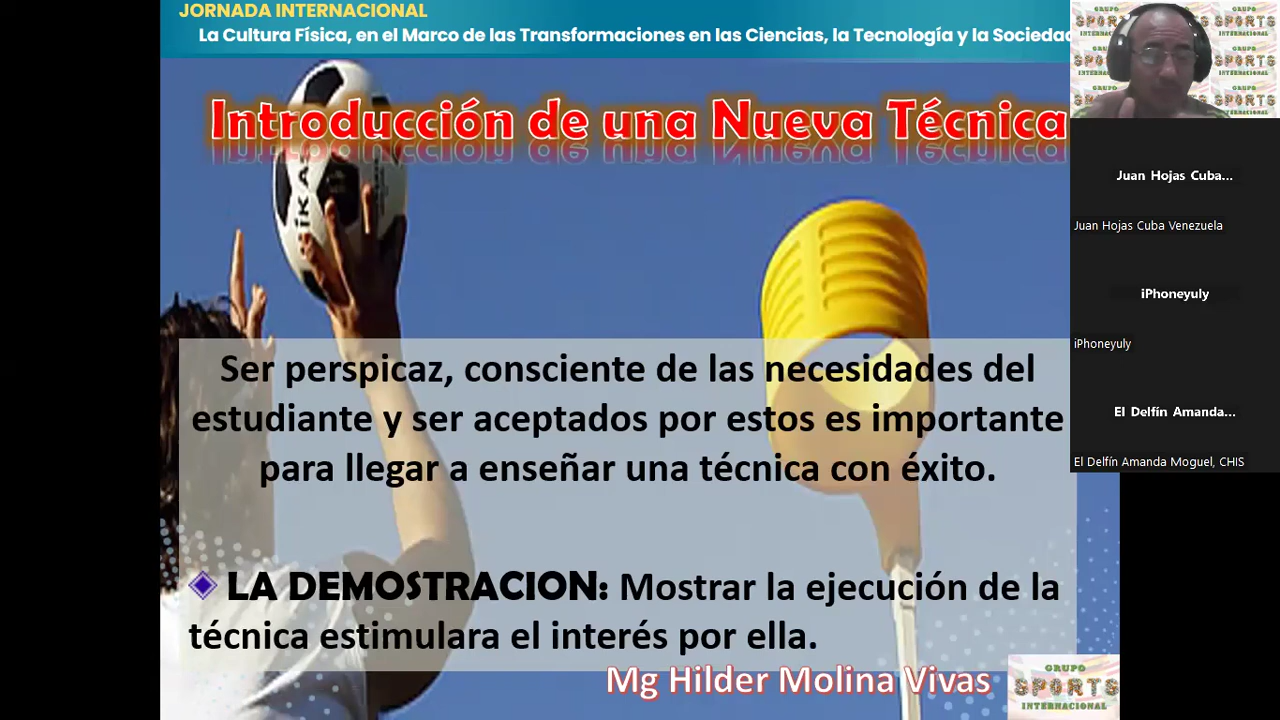 JORNADA INTERNACIONAL
La Cultura Física, en el Marco de las Transformaciones en las Ciencias, la Tecnología y la Sociedad
Introducción de una Nueva Técnica
Ser perspicaz, consciente de las necesidades del
estudiante y ser aceptados por estos es importante
para llegar a enseñar una técnica con éxito.
LA DEMOSTRACION: Mostrar la ejecución de la
técnica estimulara el interés por ella.
Mg Hilder Molina Vivas
GRUPO
SPORTS
INTERNACIONAL
Juan Hojas Cuba...
Juan Hojas Cuba Venezuela
iPhoneyuly
iPhoneyuly
El Delfín Amanda...
El Delfín Amanda Moguel, CHIS